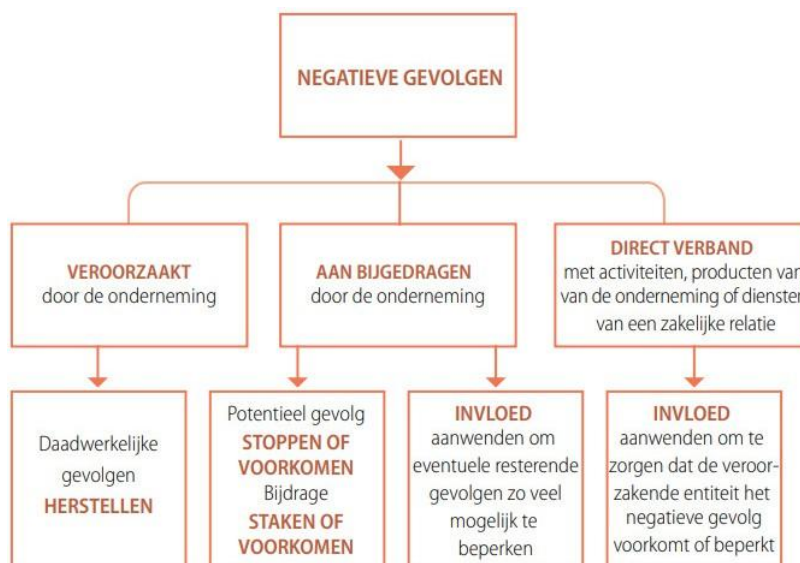 NEGATIEVE GEVOLGEN
VEROORZAAKT
door de onderneming
AAN BIJGEDRAGEN
door de onderneming
DIRECT VERBAND
met activiteiten, producten van
van de onderneming of diensten
van een zakelijke relatie
Daadwerkelijke
gevolgen
HERSTELLEN
Potentieel gevolg
STOPPEN OF
VOORKOMEN
Bijdrage
STAKEN OF
VOORKOMEN
INVLOED
aanwenden om
eventuele resterende
gevolgen zo veel
mogelijk te
beperken
INVLOED
aanwenden om te
zorgen dat de veroor-
zakende entiteit het
negatieve gevolg
voorkomt of beperkt